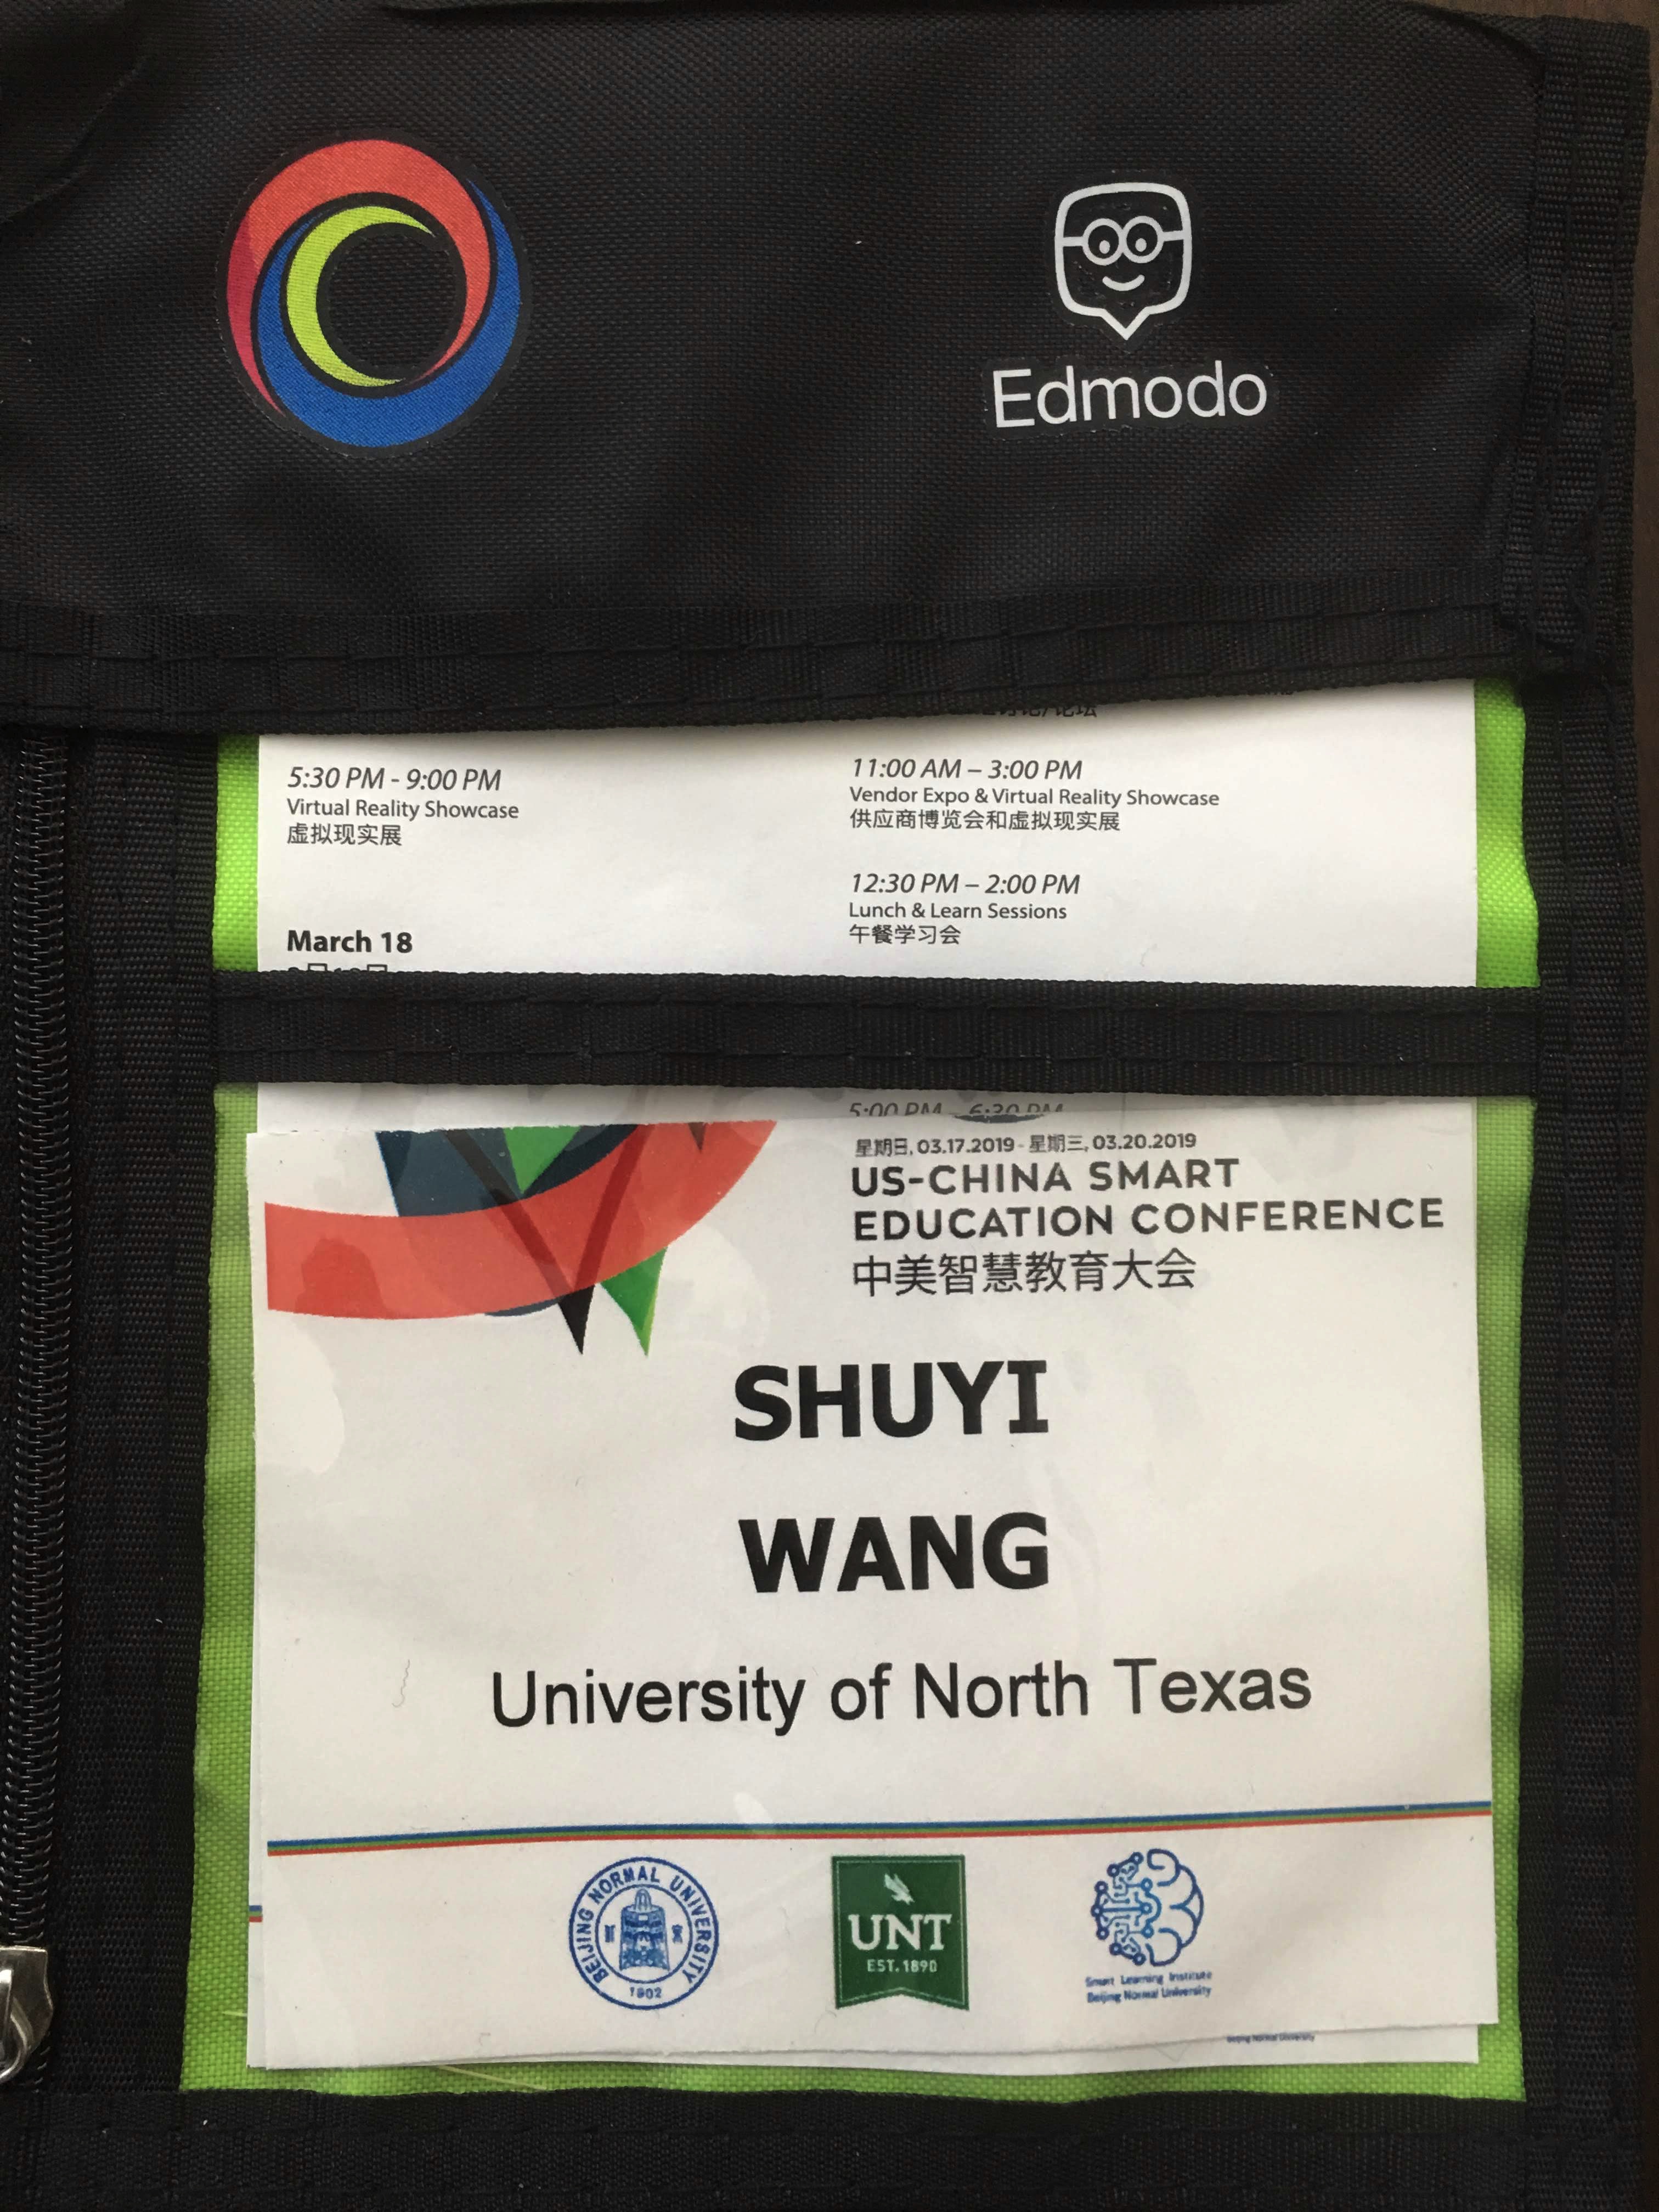 Edmodo
论坛
5:30 PM - 9:00 PM
Virtual Reality Showcase
虚拟现实展
March 18
11:00 AM – 3:00 PM
Vendor Expo & Virtual Reality Showcase
供应商博览会和虚拟现实展
12:30 PM – 2:00 PM
Lunch & Learn Sessions
午餐学习会
5:00 PM – 6:30 PM
星期日, 03.17.2019 - 星期三, 03.20.2019
US-CHINA SMART
EDUCATION CONFERENCE
中美智慧教育大会
SHUYI
WANG
University of North Texas
BEIJING NORMAL UNIVERSITY
1902
UNT
EST. 1890
Smart Learning Institute
Beijing Normal University
Beijing Normal University